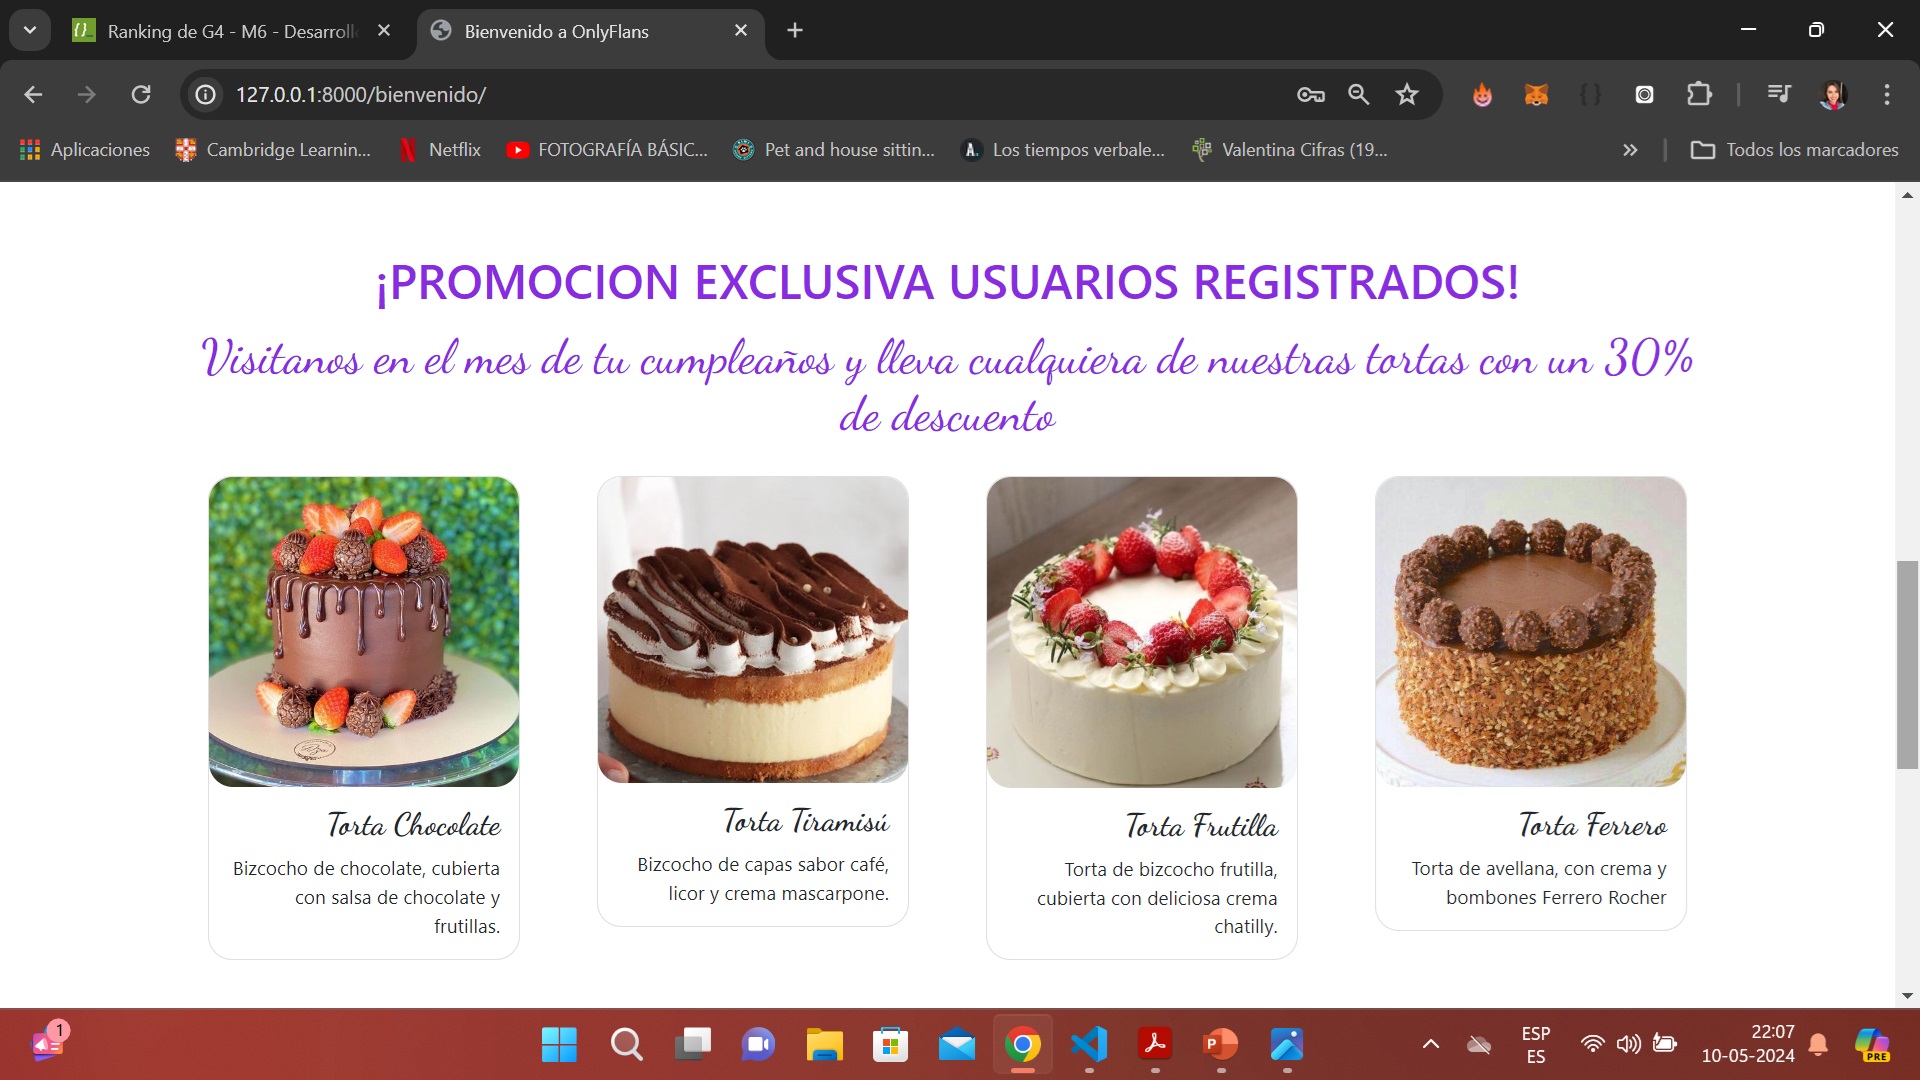 Ranking de G4 - M6 - Desarroll
Bienvenido a OnlyFlans
127.0.0.1:8000/bienvenido/
Aplicaciones
Cambridge Learnin...
Netflix
FOTOGRAFÍA BÁSIC...
Pet and house sittin...
Los tiempos verbale...
Valentina Cifras (19...
Todos los marcadores
¡PROMOCION EXCLUSIVA USUARIOS REGISTRADOS!
Visitanos en el mes de tu cumpleaños y lleva cualquiera de nuestras tortas con un 30%
de descuento
Torta Chocolate
Bizcocho de chocolate, cubierta
con salsa de chocolate y
frutillas.
Torta Tiramisú
Bizcocho de capas sabor café,
licor y crema mascarpone.
Torta Frutilla
Torta de bizcocho frutilla,
cubierta con deliciosa crema
chatilly.
Torta Ferrero
Torta de avellana, con crema y
bombones Ferrero Rocher
1
ESP
ES
22:07
10-05-2024
PRE